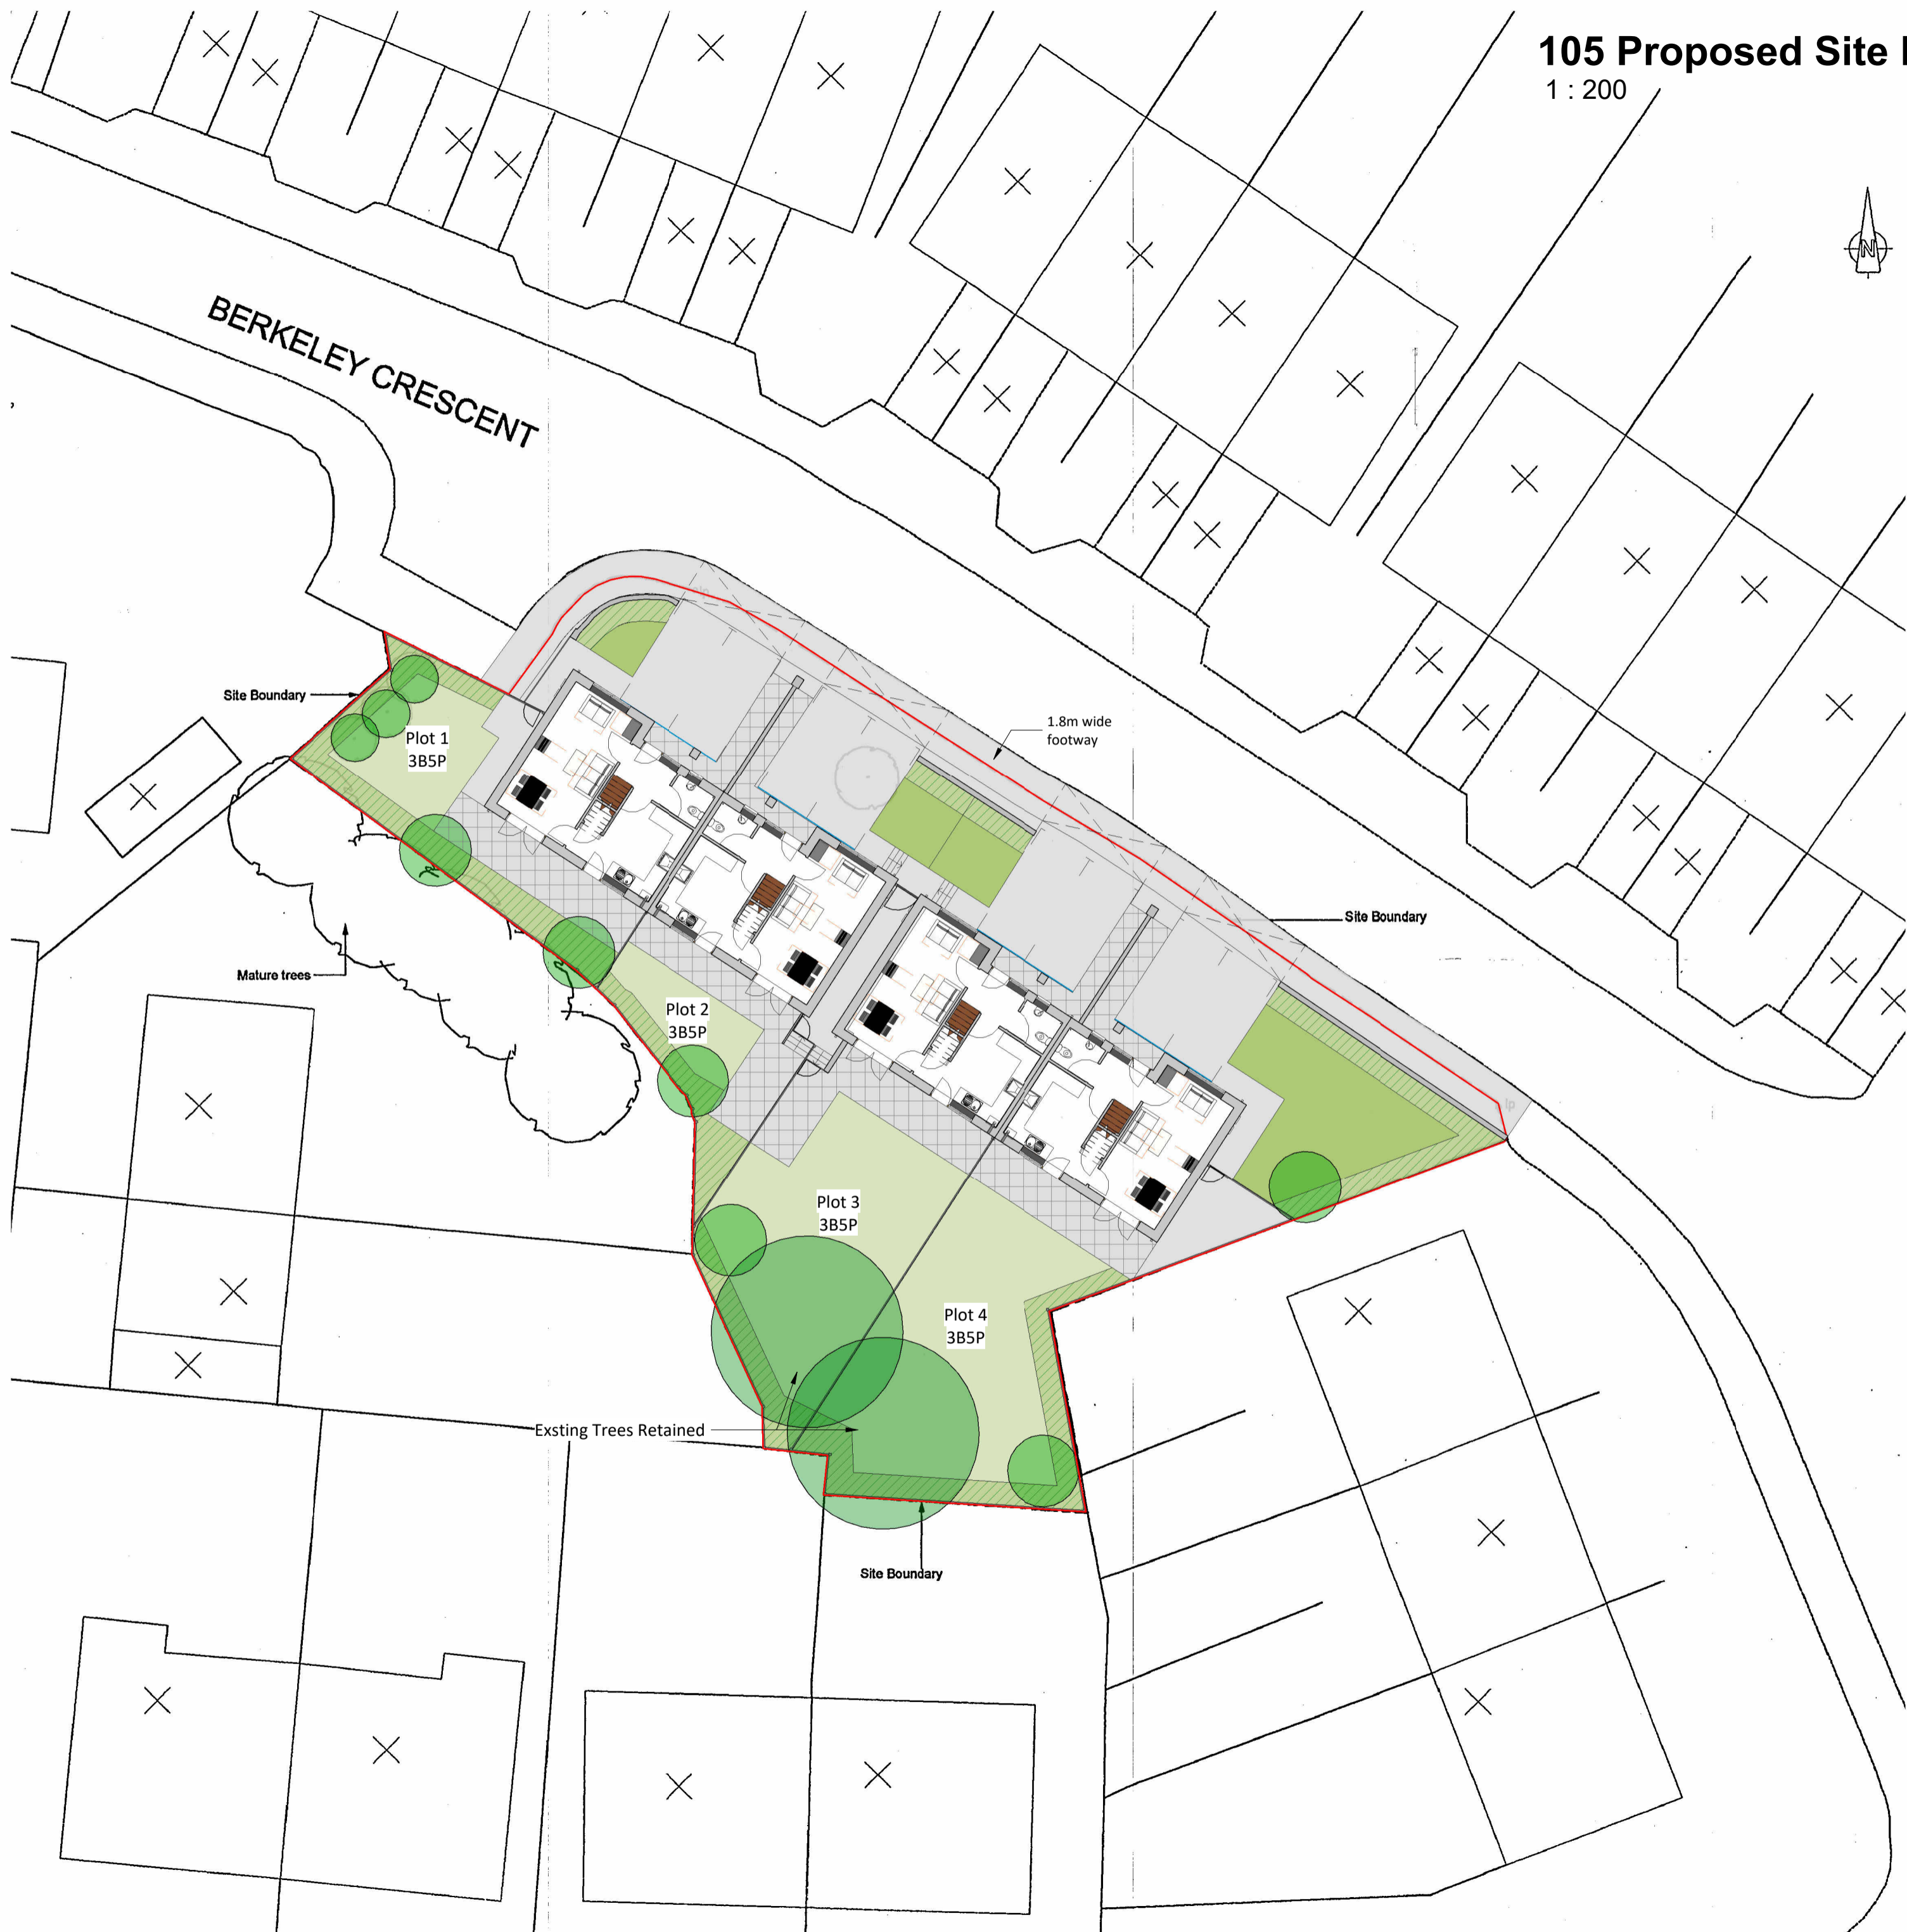 105 Proposed Site
1 : 200
N
BERKELEY CRESCENT
Site Boundary
Plot 1
3B5P
1.8m wide
footway
Site Boundary
Mature trees
Plot 2
3B5P
Plot 3
3B5P
Plot 4
3B5P
Exsting Trees Retained
Site Boundary